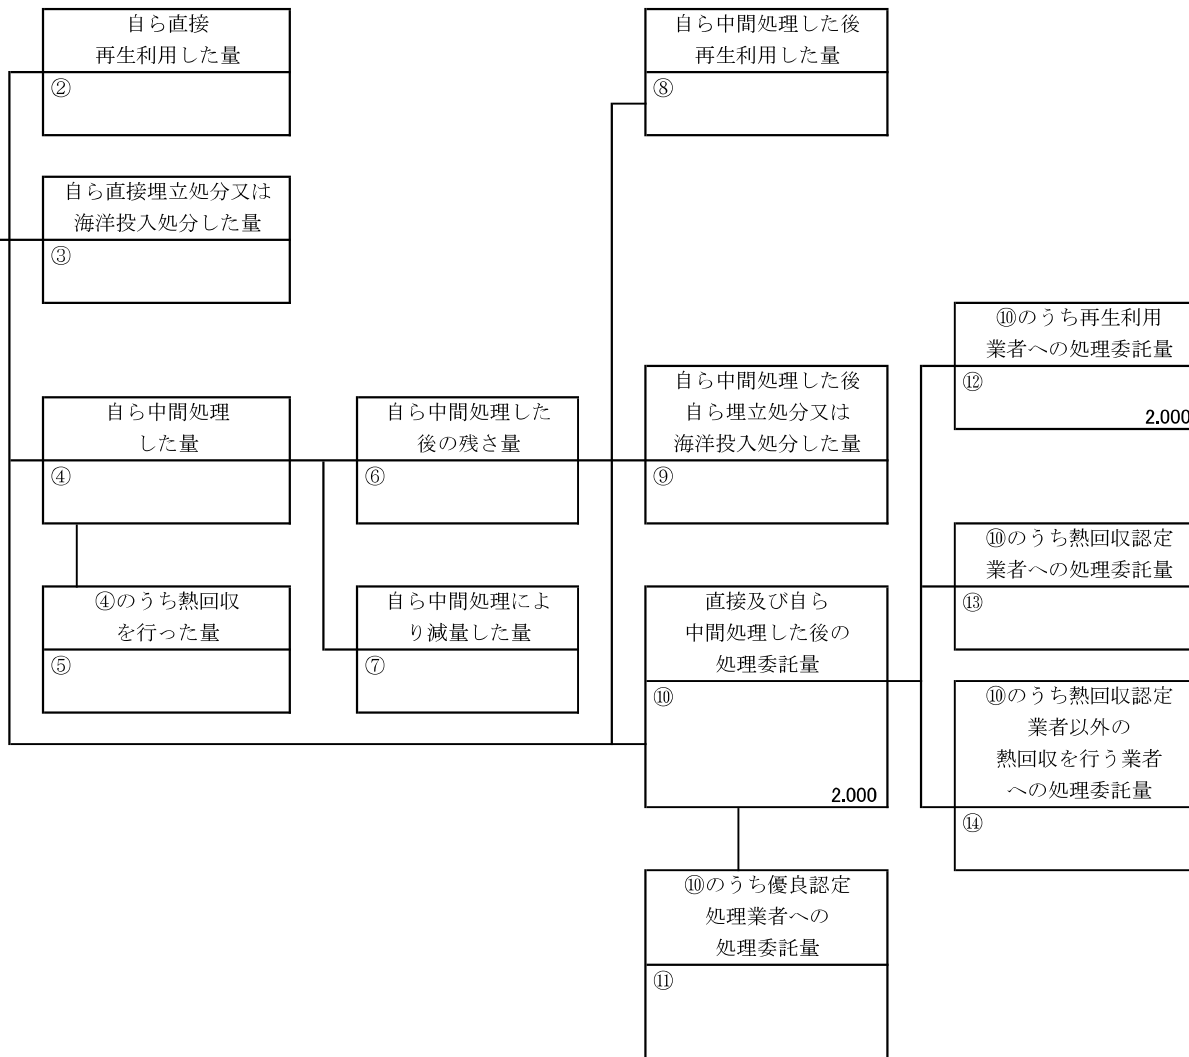 自ら直接
再生利用した量
②
自ら中間処理した後
再生利用した量
⑧
自ら直接埋立処分又は
海洋投入処分した量
③
⑩のうち再生利用
業者への処理委託量
⑫
2.000
自ら中間処理
した量
④
自ら中間処理した
後の残さ量
⑥
自ら中間処理した後
自ら埋立処分又は
海洋投入処分した量
⑨
⑩のうち熱回収認定
業者への処理委託量
⑬
④のうち熱回収
を行った量
⑤
自ら中間処理によ
り減量した量
⑦
直接及び自ら
中間処理した後の
処理委託量
⑩
2.000
⑩のうち熱回収認定
業者以外の
熱回収を行う業者
への処理委託量
⑭
⑩のうち優良認定
処理業者への
処理委託量
⑪